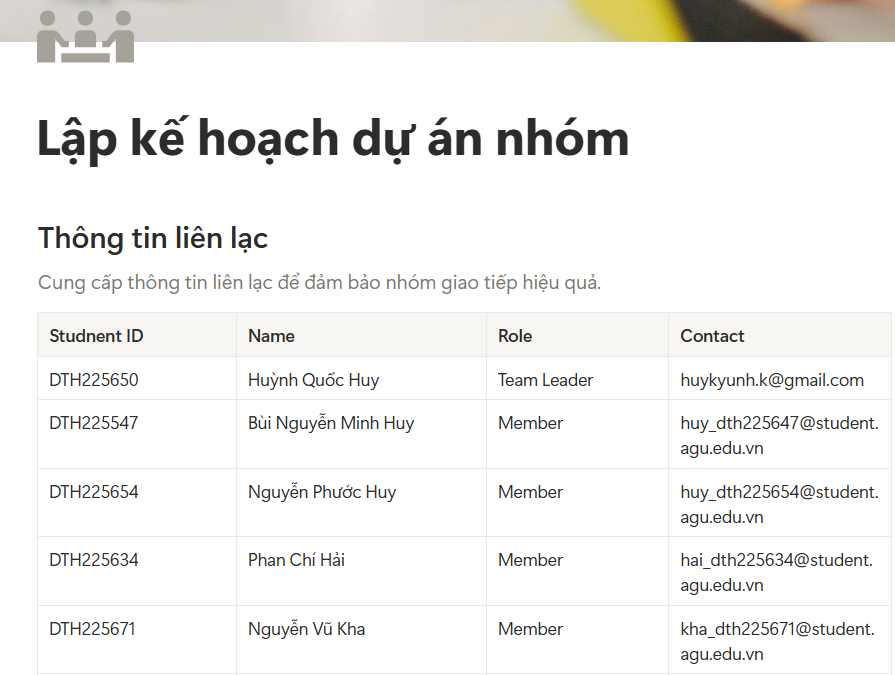 Lập kế hoạch dự án nhóm
Thông tin liên lạc
Cung cấp thông tin liên lạc để đảm bảo nhóm giao tiếp hiệu quả.
Studnent ID Name Role Contact
DTH225650 Huỳnh Quốc Huy Team Leader huykyunh.k@gmail.com
DTH225547 Bùi Nguyễn Minh Huy Member huy_dth225647@student.
agu.edu.vn
DTH225654 Nguyễn Phước Huy Member huy_dth225654@student.
agu.edu.vn
DTH225634 Phan Chí Hải Member hai_dth225634@student.
agu.edu.vn
DTH225671 Nguyễn Vũ Kha Member kha_dth225671@student.
agu.edu.vn